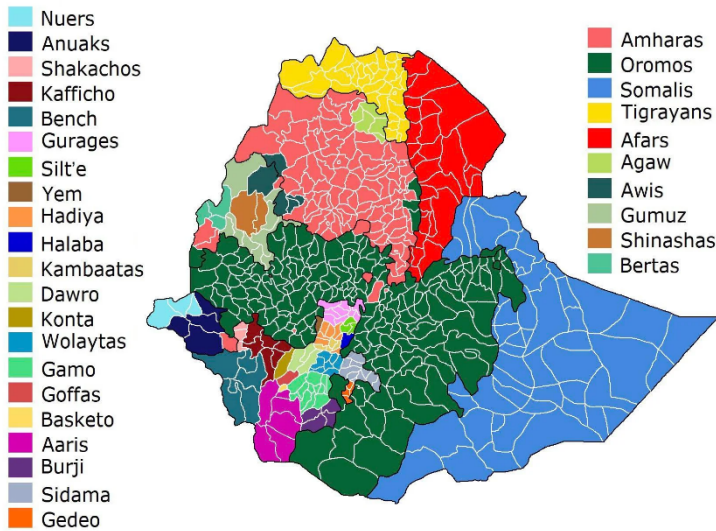 Nuers
Anuaks
Shakachos
Kafficho
Bench
Gurages
Silt'e
Yem
Hadiya
Halaba
Kambaatas
Dawro
Konta
Wolaytas
Gamo
Goffas
Basketo
Aaris
Burji
Sidama
Gedeo
Amharas
Oromos
Somalis
Tigrayans
Afars
Agaw
Awis
Gumuz
Shinashas
Bertas